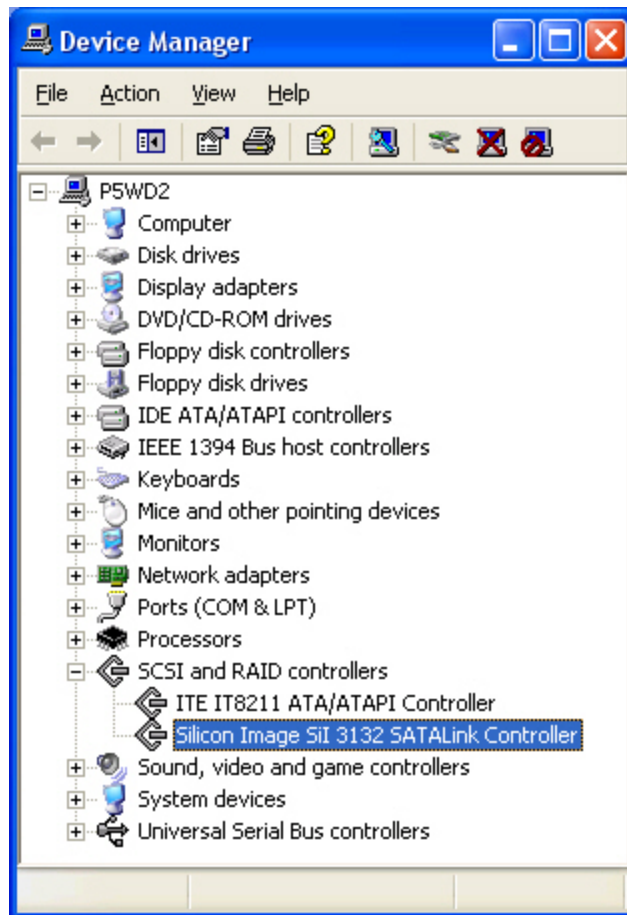 Device Manager
File Action View Help
P5WD2
Computer
Disk drives
Display adapters
DVD/CD-ROM drives
Floppy disk controllers
Floppy disk drives
IDE ATA/ATAPI controllers
IEEE 1394 Bus host controllers
Keyboards
Mice and other pointing devices
Monitors
Network adapters
Ports (COM & LPT)
Processors
SCSI and RAID controllers
ITE IT8211 ATA/ATAPI Controller
Silicon Image SiI 3132 SATALink Controller
Sound, video and game controllers
System devices
Universal Serial Bus controllers